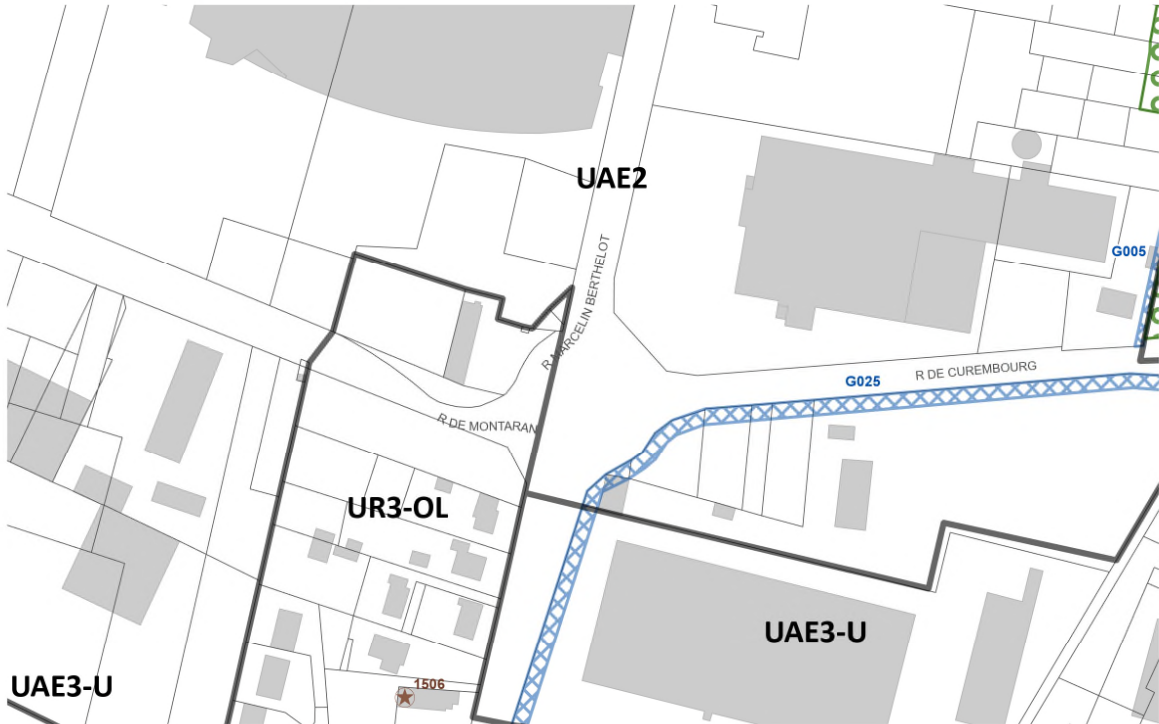 UAE2
R MARCELIN BERTHELOT
G005
R DE CUREMBOURG
G025
R DE MONTARAN
UR3-OL
UAE3-U
UAE3-U
1506